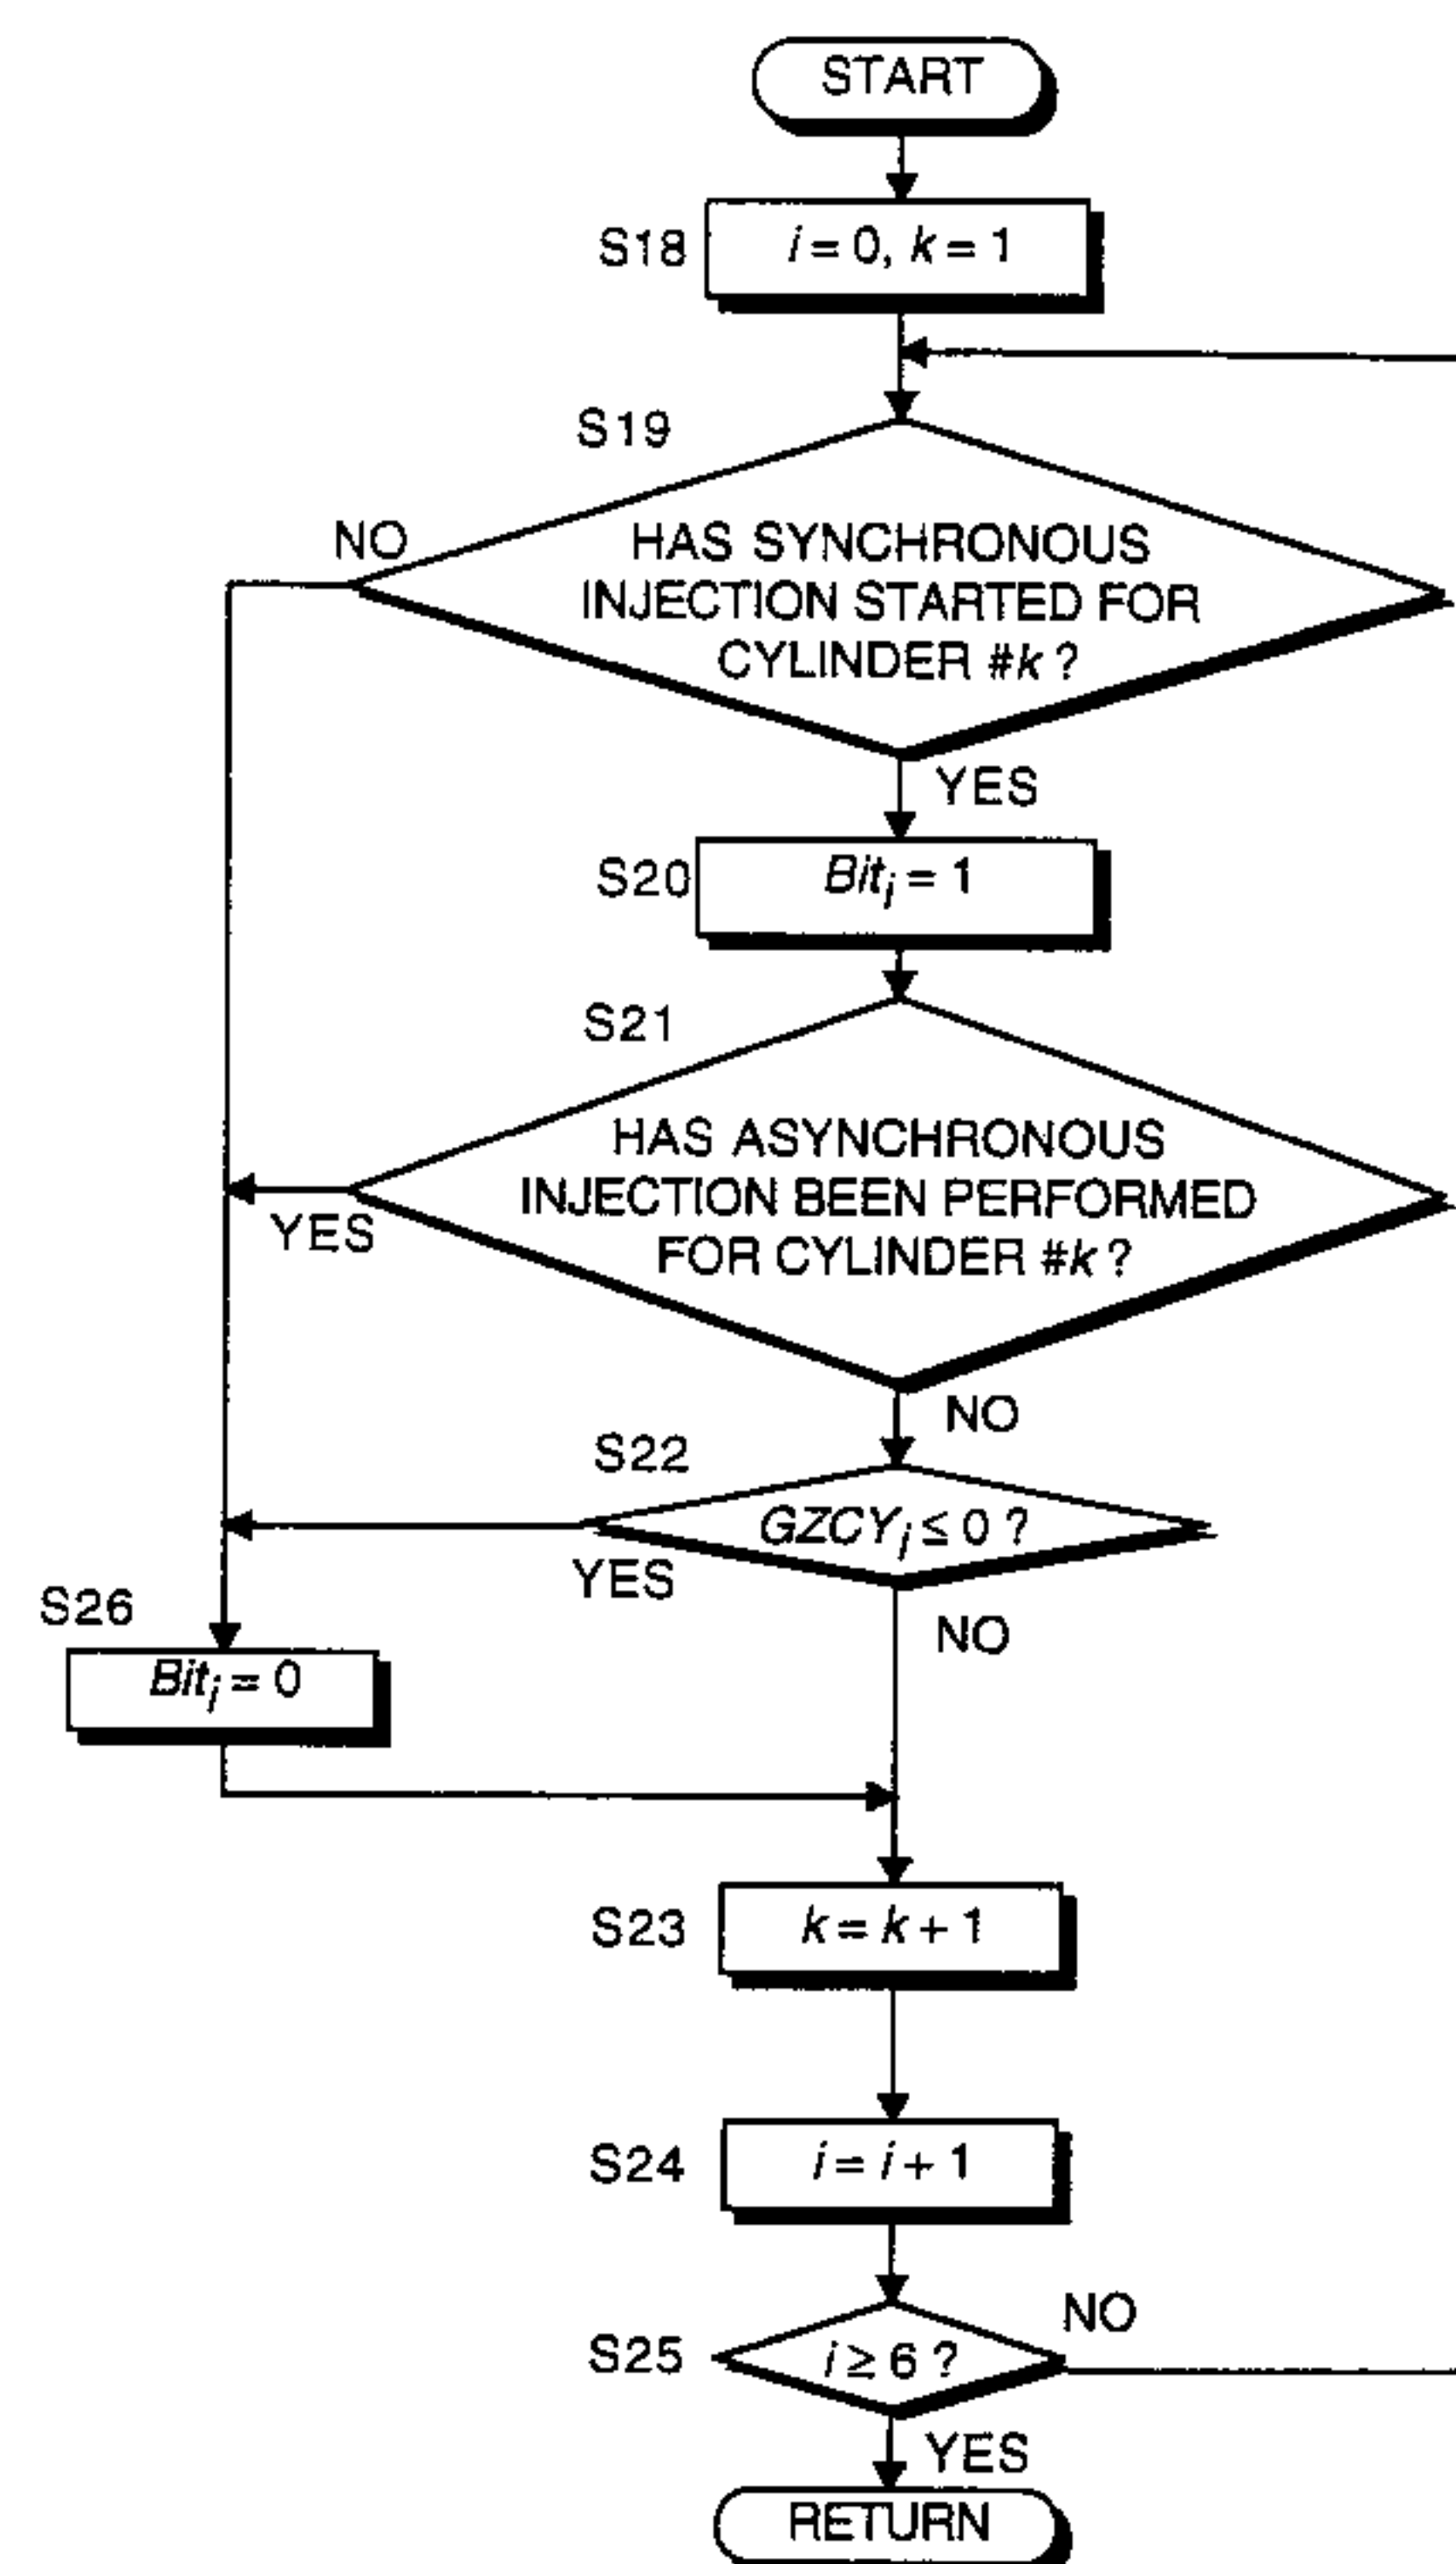 START
S18
i = 0, k = 1
S19
NO
HAS SYNCHRONOUS
INJECTION STARTED FOR
CYLINDER #k ?
YES
S20
Bit_i = 1
S21
HAS ASYNCHRONOUS
INJECTION BEEN PERFORMED
FOR CYLINDER #k ?
YES
NO
S22
GZCY_i ≤ 0 ?
YES
NO
S26
Bit_i = 0
S23
k = k + 1
S24
i = i + 1
S25
i ≥ 6 ?
NO
YES
RETURN